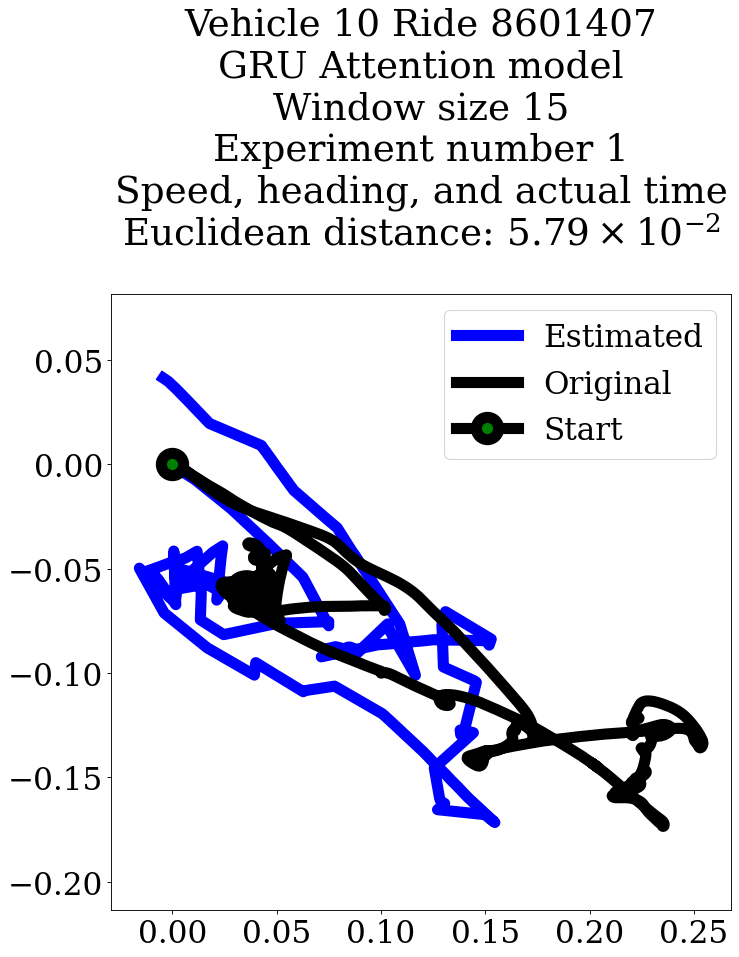 Vehicle 10 Ride 8601407
GRU Attention model
Window size 15
Experiment number 1
Speed, heading, and actual time
Euclidean distance: 5.79 × 10⁻²
Estimated
Original
Start
0.05
0.00
−0.05
−0.10
−0.15
−0.20
0.00 0.05 0.10 0.15 0.20 0.25